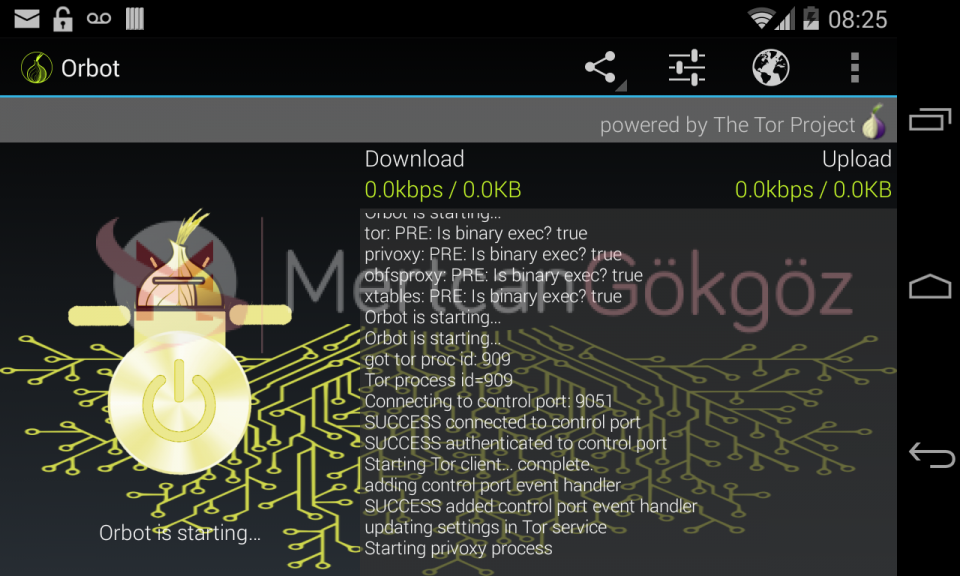 08:25
Orbot
powered by The Tor Project
Download
Upload
0.0kbps / 0.0KB
0.0kbps / 0.0KB
Orbot is starting...
tor: PRE: Is binary exec? true
privoxy: PRE: Is binary exec? true
obfsproxy: PRE: Is binary exec? true
xtables: PRE: Is binary exec? true
Orbot is starting...
Orbot is starting...
got tor proc id: 909
Tor process id=909
Connecting to control port: 9051
SUCCESS connected to control port
SUCCESS authenticated to control port
Starting Tor client... complete.
adding control port event handler
SUCCESS added control port event handler
updating settings in Tor service
Starting privoxy process
Orbot is starting...
MertcanGökgöz